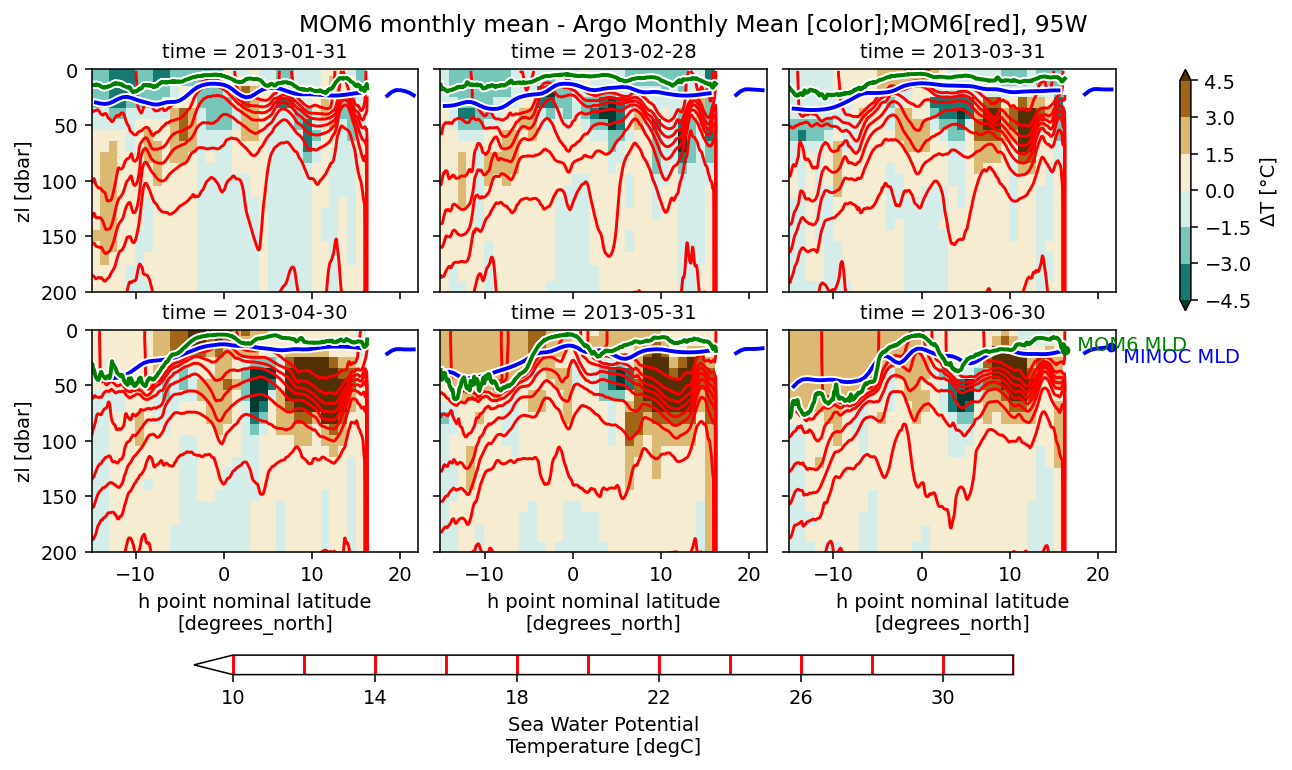 MOM6 monthly mean - Argo Monthly Mean [color];MOM6[red], 95W
time = 2013-01-31
time = 2013-02-28
time = 2013-03-31
0
50
100
150
200
zl [dbar]
4.5
3.0
1.5
0.0
−1.5
−3.0
−4.5
ΔT [°C]
time = 2013-04-30
time = 2013-05-31
time = 2013-06-30
0
50
100
150
200
zl [dbar]
MOM6 MLD
MIMOC MLD
−10 0 10 20
−10 0 10 20
−10 0 10 20
h point nominal latitude
[degrees_north]
h point nominal latitude
[degrees_north]
h point nominal latitude
[degrees_north]
10 14 18 22 26 30
Sea Water Potential
Temperature [degC]